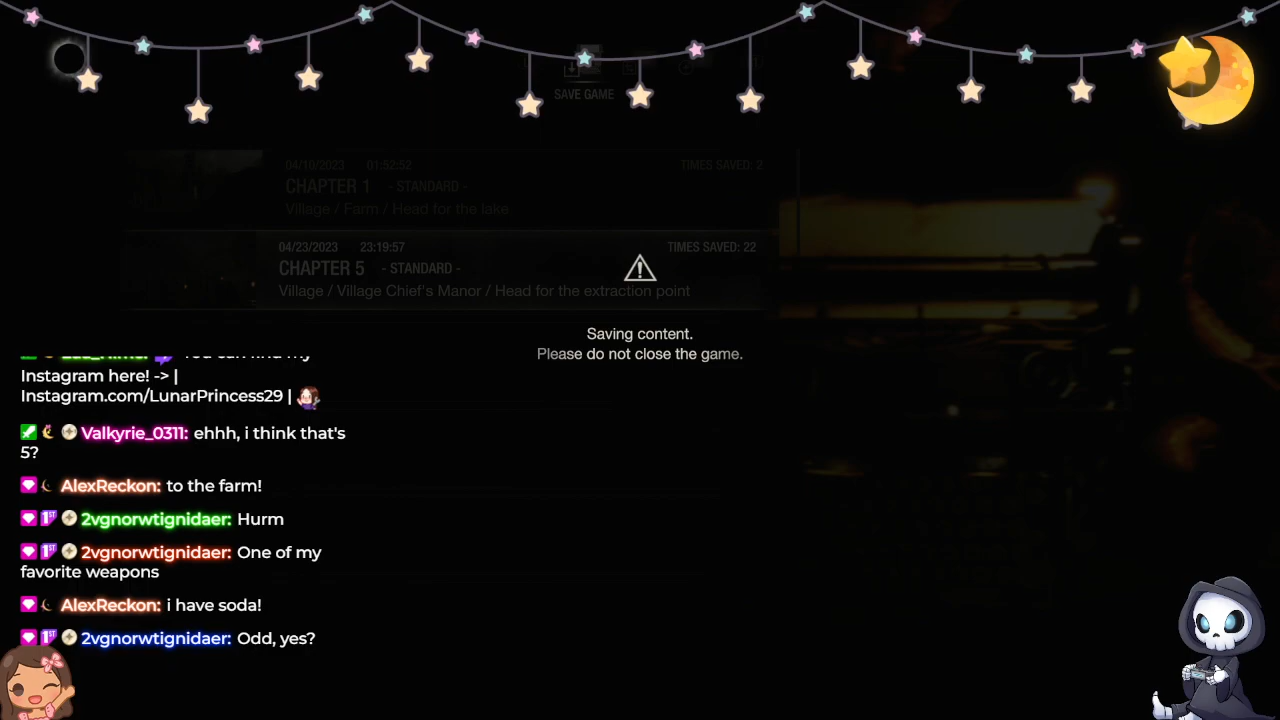 SAVE GAME
04/10/2023 01:52:52 TIMES SAVED: 2
CHAPTER 1 - STANDARD -
Village / Farm / Head for the lake
04/23/2023 23:19:57 TIMES SAVED: 22
CHAPTER 5 - STANDARD -
Village / Village Chief's Manor / Head for the extraction point
Saving content.
Please do not close the game.
You can find my
Instagram here! -> |
Instagram.com/LunarPrincess29 |
Valkyrie_0311: ehhh, i think that's
5?
AlexReckon: to the farm!
2vgnorwtignidaer: Hurm
2vgnorwtignidaer: One of my
favorite weapons
AlexReckon: i have soda!
2vgnorwtignidaer: Odd, yes?